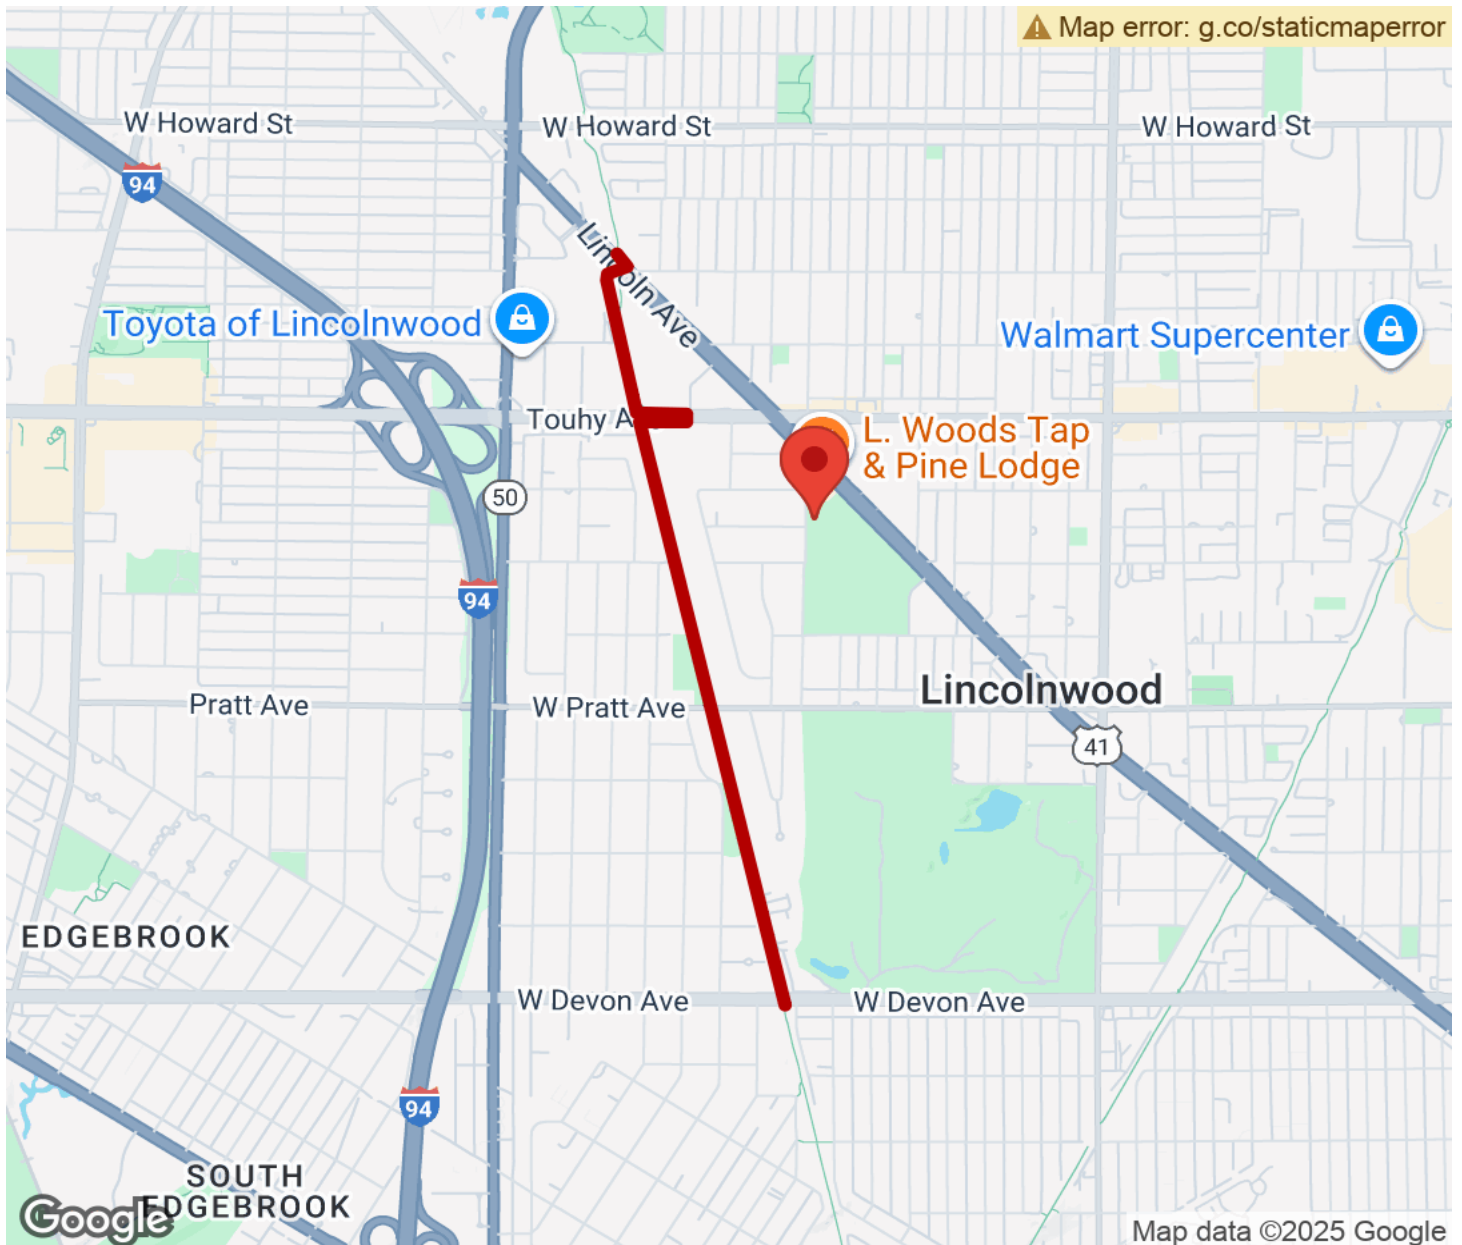 Map error: g.co/staticmaperror
W Howard St
W Howard St
W Howard St
94
Lincoln Ave
Toyota of Lincolnwood
Walmart Supercenter
Touhy A
L. Woods Tap
& Pine Lodge
50
94
Lincolnwood
Pratt Ave
W Pratt Ave
41
EDGEBROOK
W Devon Ave
W Devon Ave
94
SOUTH
EDGEBROOK
Google
Map data ©2025 Google